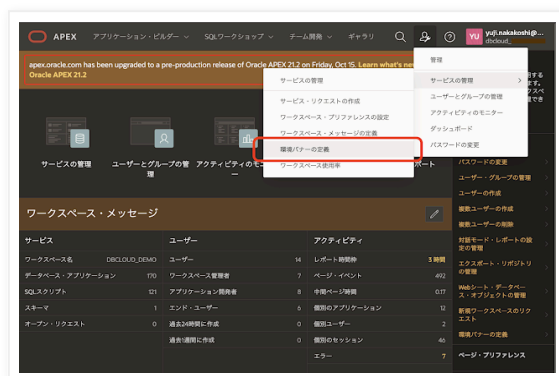 APEX アプリケーション・ビルダー SQLワークショップ チーム開発 ギャラリ YU yuji.nakakoshi@...
dbcloud_
apex.oracle.com has been upgraded to a pre-production release of Oracle APEX 21.2 on Friday, Oct 15. Learn what's new
Oracle APEX 21.2
管理
サービスの管理
ユーザーとグループの管理
アクティビティのモニター
ダッシュボード
パスワードの変更
サービスの管理
サービス・リクエストの作成
ワークスペース・プリファレンスの設定
ワークスペース・メッセージの定義
環境バナーの定義
ワークスペース使用率
サービスの管理
ユーザーとグループの管理
アクティビティのモニター
ワークスペース・メッセージ
サービス
ワークスペース名 DBCLOUD_DEMO
データベース・アプリケーション 170
SQLスクリプト 121
スキーマ 1
オープン・リクエスト 0
ユーザー
ユーザー 14
ワークスペース管理者 7
アプリケーション開発者 8
エンド・ユーザー 6
過去24時間に作成 0
過去1週間に作成 0
アクティビティ
レポート時間枠 3 時間
ページ・イベント 492
中間ページ時間 0.17
個別のアプリケーション 12
個別ユーザー 2
個別のセッション 46
エラー 7
パスワードの変更
ユーザー・グループの管理
ユーザーの作成
複数ユーザーの作成
複数ユーザーの削除
対話モード・レポートの設定の管理
エクスポート・リポジトリの管理
Webシート・データベース・オブジェクトの管理
新規ワークスペースのリクエスト
環境バナーの定義
ページ・プリファレンス